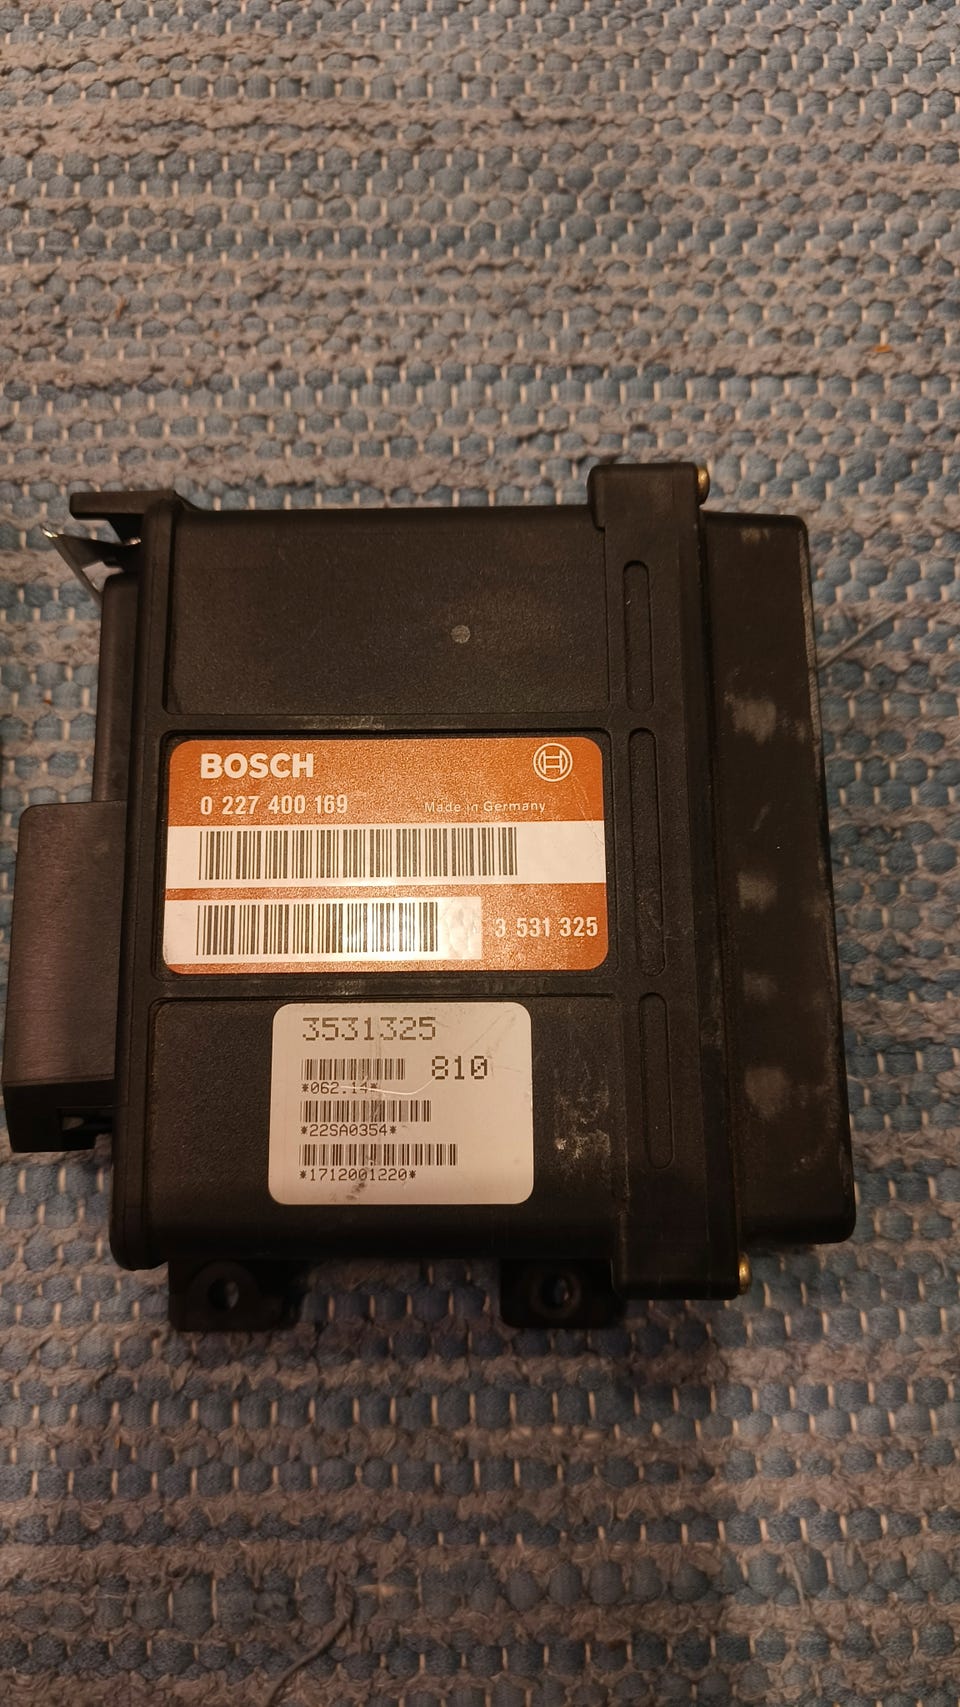 BOSCH
0 227 400 169 Made in Germany
3 531 325
3531325
810
*062.14*
*22SA0354*
*1712001220*